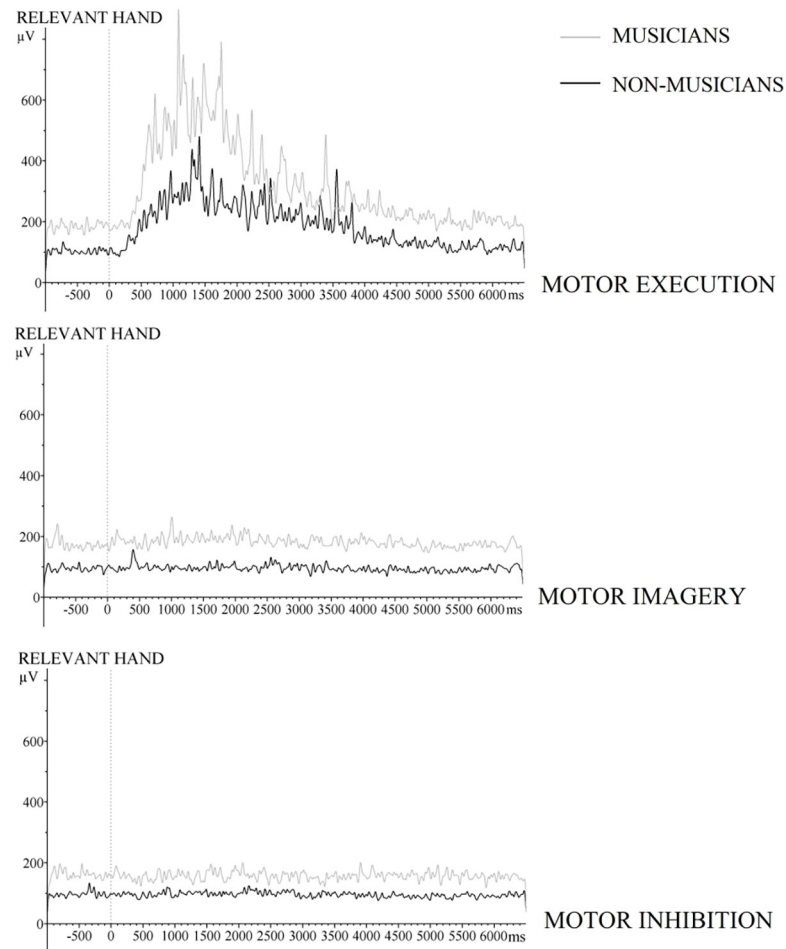 RELEVANT HAND
µV
MUSICIANS
NON-MUSICIANS
600
400
200
0
-500 0 500 1000 1500 2000 2500 3000 3500 4000 4500 5000 5500 6000 ms
MOTOR EXECUTION
RELEVANT HAND
µV
600
400
200
0
-500 0 500 1000 1500 2000 2500 3000 3500 4000 4500 5000 5500 6000 ms
MOTOR IMAGERY
RELEVANT HAND
µV
600
400
200
0
-500 0 500 1000 1500 2000 2500 3000 3500 4000 4500 5000 5500 6000 ms
MOTOR INHIBITION